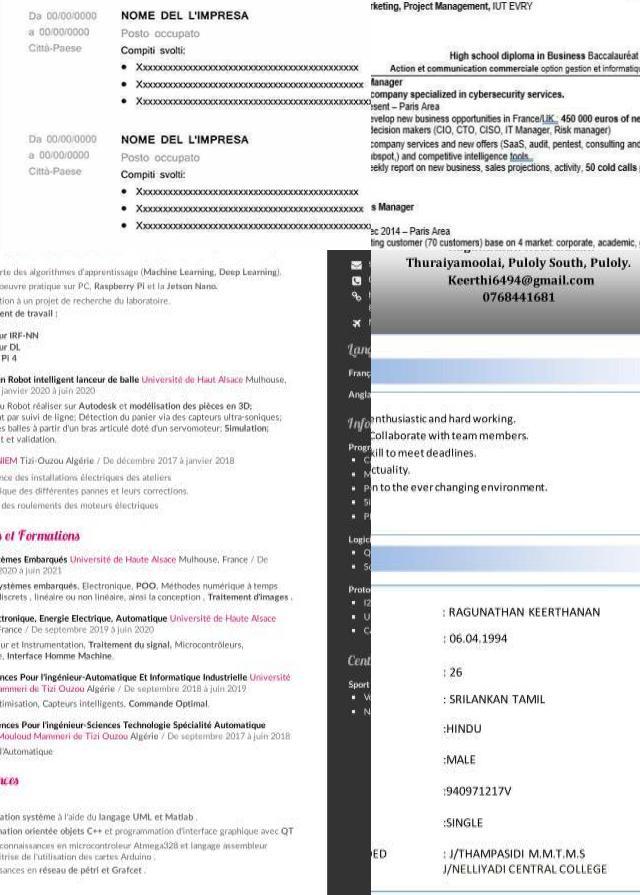 Da 00/00/0000
a 00/00/0000
Città-Paese
NOME DEL L'IMPRESA
Posto occupato
Compiti svolti:
• Xxxxxxxxxxxxxxxxxxxxxxxxxxxxxxxxxxxxxx
• Xxxxxxxxxxxxxxxxxxxxxxxxxxxxxxxxxxxxxxx
• Xxxxxxxxxxxxxxxxxxxxxxxxxxxxxxxxxxxxxxx
Da 00/00/0000
a 00/00/0000
Città-Paese
NOME DEL L'IMPRESA
Posto occupato
Compiti svolti:
• Xxxxxxxxxxxxxxxxxxxxxxxxxxxxxxxxxxxxxx
• Xxxxxxxxxxxxxxxxxxxxxxxxxxxxxxxxxxxxxxx
• Xxxxxxxxxxxxxxxxxxxxxxxxxxxxxxxxxxxxxxx
rketing, Project Management, IUT EVRY
High school diploma in Business Baccalauréat
Action et communication commerciale option gestion et informatiq
Manager
company specialized in cybersecurity services.
esent – Paris Area
evelop new business opportunities in France/UK.: 450 000 euros of ne
decision makers (CIO, CTO, CISO, IT Manager, Risk manager)
company services and new offers (SaaS, audit, pentest, consulting and
ubspot,) and competitive intelligence tools..
eekly report on new business, sales projections, activity, 50 cold calls
s Manager
ec 2014 – Paris Area
ting customer (70 customers) base on 4 market: corporate, academic,
rte des algorithmes d'apprentissage (Machine Learning, Deep Learning).
oeuvre pratique sur PC, Raspberry Pi et la Jetson Nano.
tion à un projet de recherche du laboratoire.
ent de travail :
ur IRF-NN
ur DL
Pi 4
n Robot intelligent lanceur de balle Université de Haut Alsace Mulhouse,
janvier 2020 à juin 2020
u Robot réaliser sur Autodesk et modélisation des pièces en 3D;
t par suivi de ligne; Détection du panier via des capteurs ultra-soniques;
s balles à partir d'un bras articulé doté d'un servomoteur; Simulation;
t et validation.
NIEM Tizi-Ouzou Algérie / De décembre 2017 à janvier 2018
nce des installations électriques des ateliers
ique des différentes pannes et leurs corrections.
des roulements des moteurs électriques
s et Formations
tèmes Embarqués Université de Haute Alsace Mulhouse, France / De
2020 à juin 2021
ystèmes embarqués, Electronique, POO, Méthodes numérique à temps
discrets , linéaire ou non linéaire, ainsi la conception , Traitement d'images .
ctronique, Energie Electrique, Automatique Université de Haute Alsace
France / De septembre 2019 à juin 2020
ur et Instrumentation, Traitement du signal, Microcontrôleurs,
e, Interface Homme Machine.
nces Pour l'ingénieur-Automatique Et Informatique Industrielle Université
ammeri de Tizi Ouzou Algérie / De septembre 2018 à juin 2019
timisation, Capteurs intelligents, Commande Optimal.
nces Pour l'ingénieur-Sciences Technologie Spécialité Automatique
Mouloud Mammeri de Tizi Ouzou Algérie / De septembre 2017 à juin 2018
l'Automatique
nces
ation système à l'aide du langage UML et Matlab .
mation orientée objets C++ et programmation d'interface graphique avec QT
connaissances en microcontroleur Atmega328 et langage assembleur
itrise de l'utilisation des cartes Arduino .
sances en réseau de pétri et Grafcet .
Lang
Franç
Angla
Info
Progr
Logici
Proto
Cent
Sport
Thuraiyamoolai, Puloly South, Puloly.
Keerthi6494@gmail.com
0768441681
enthusiastic and hard working.
Collaborate with team members.
kill to meet deadlines.
ctuality.
n to the ever changing environment.
: RAGUNATHAN KEERTHANAN
: 06.04.1994
: 26
: SRILANKAN TAMIL
:HINDU
:MALE
:940971217V
:SINGLE
ED : J/THAMPASIDI M.M.T.M.S
J/NELLIYADI CENTRAL COLLEGE